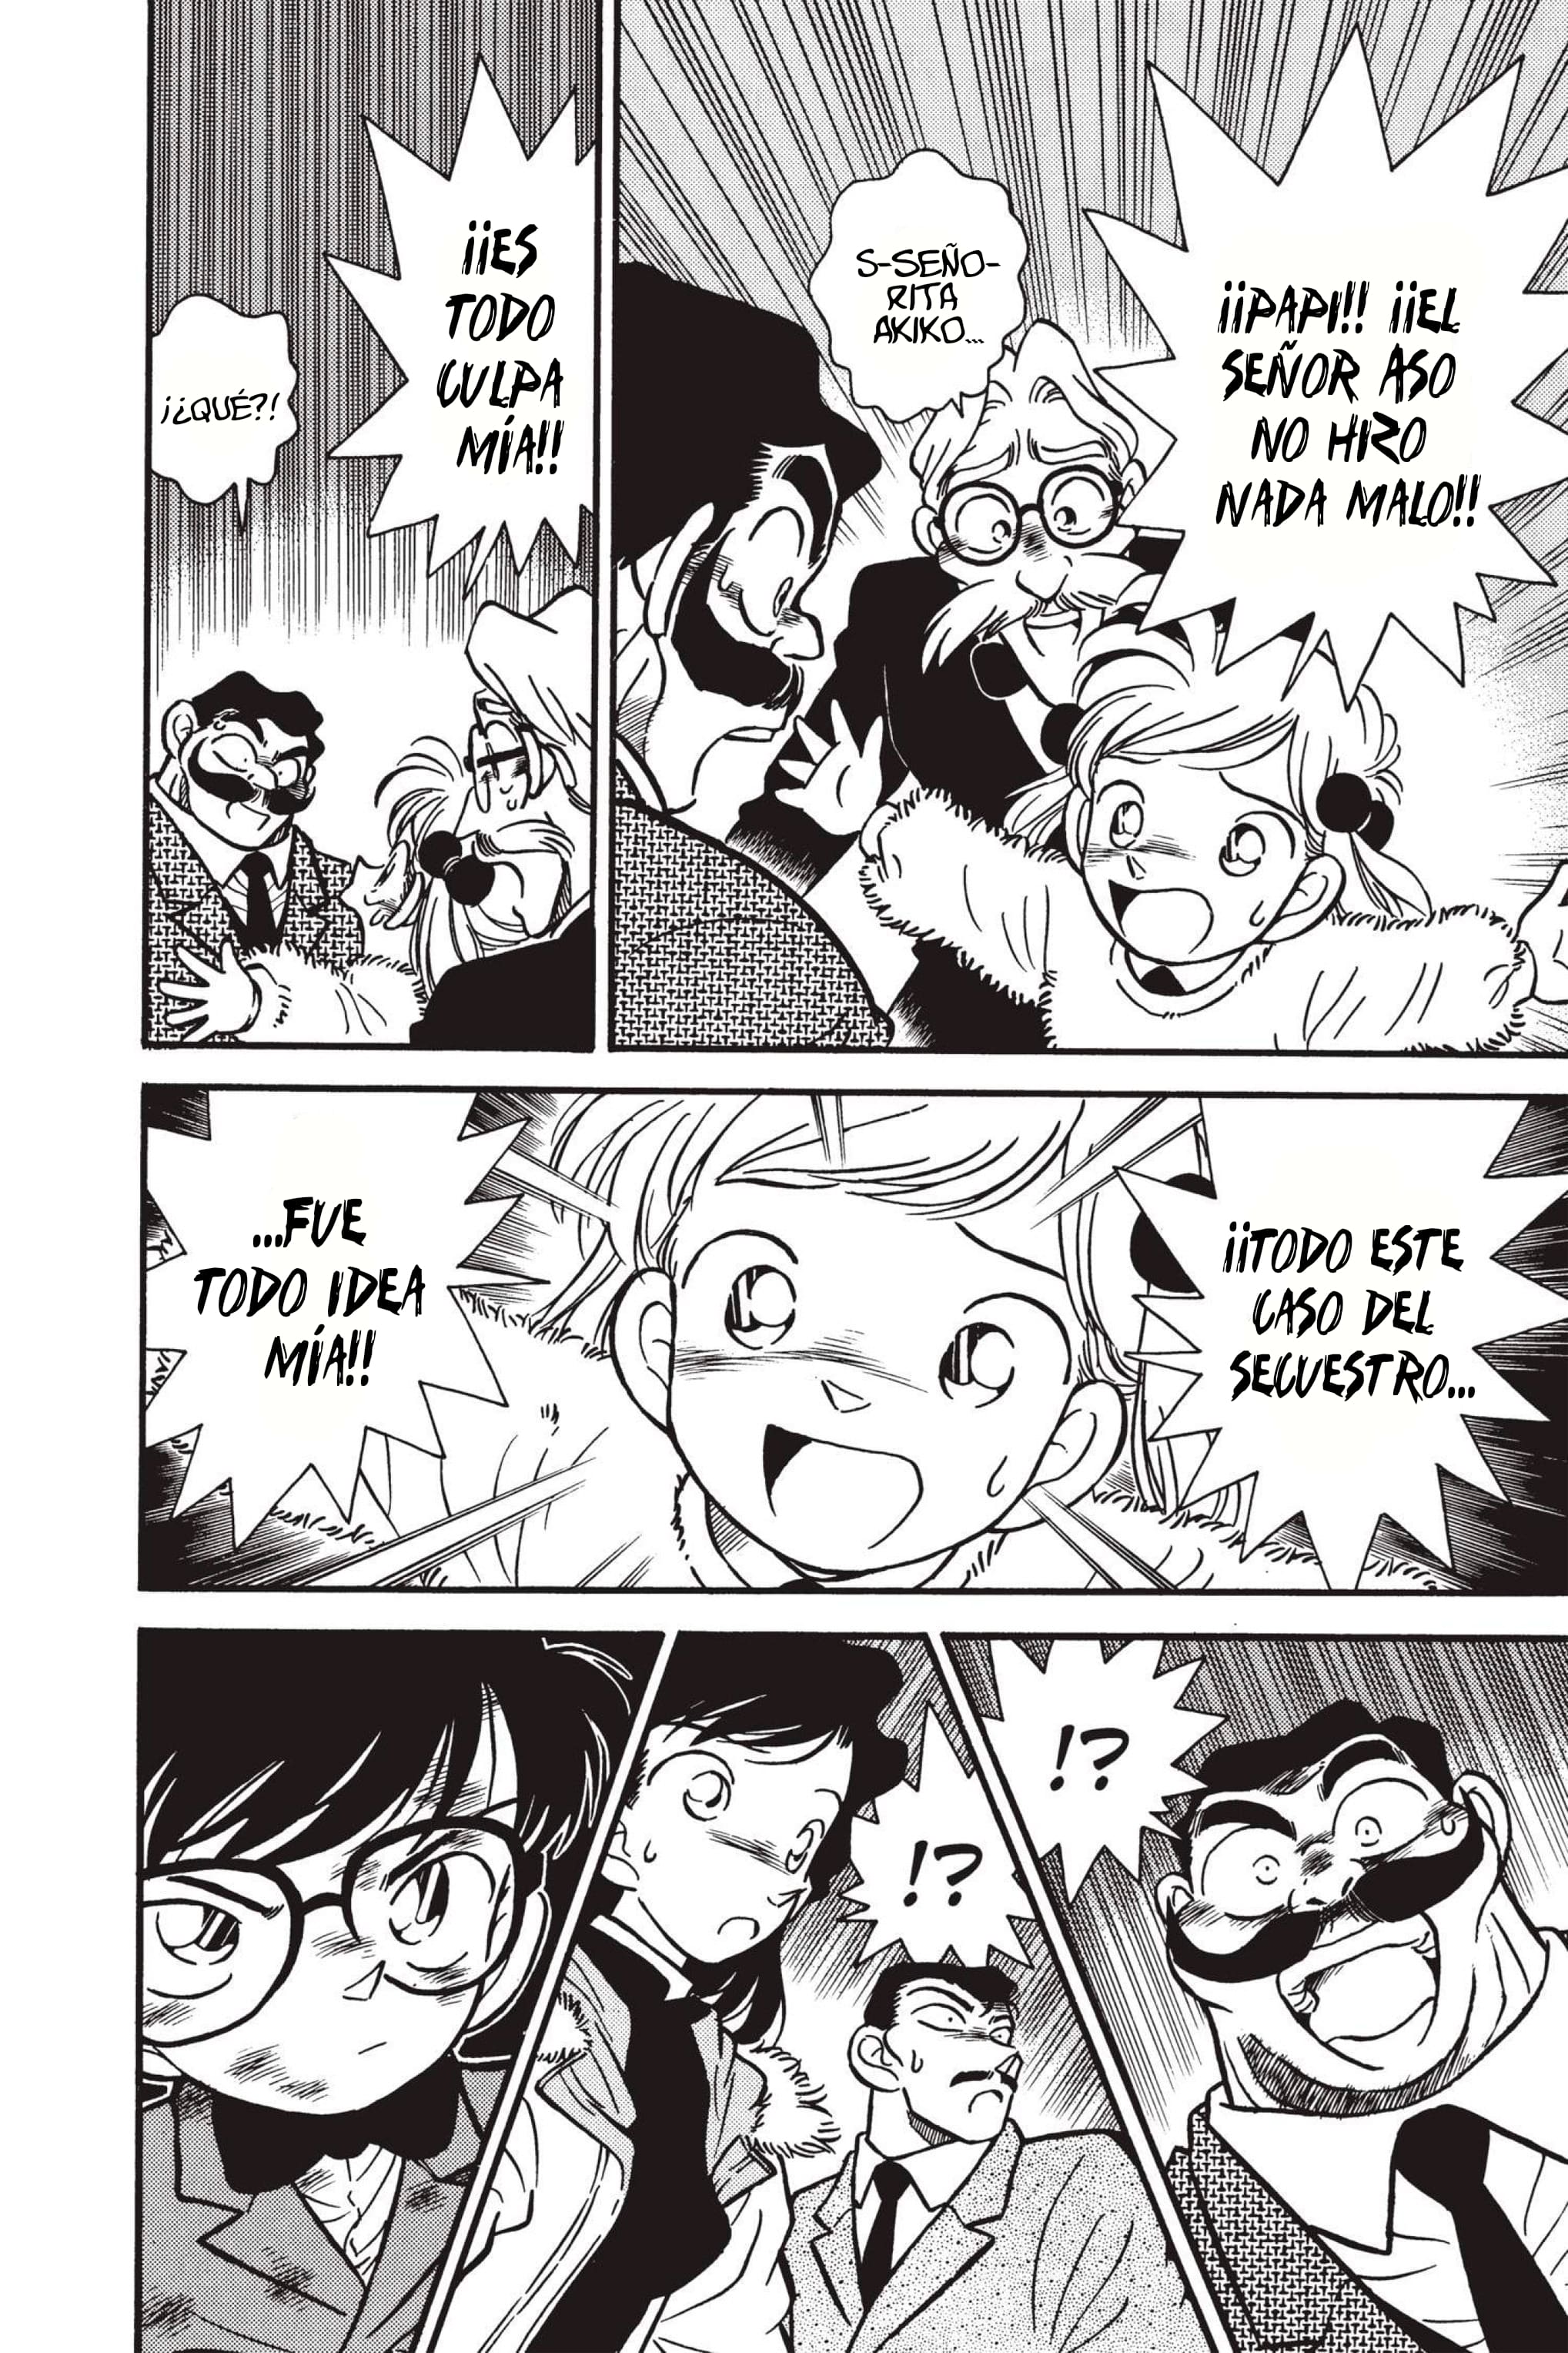 ¡¡PAPI!! ¡¡EL
SEÑOR ASO
NO HIZO
NADA MALO!!
S-SEÑO-
RITA
AKIKO...
¡¡ES
TODO
CULPA
MÍA!!
¡¿QUÉ?!
¡¡TODO ESTE
CASO DEL
SECUESTRO...
...FUE
TODO IDEA
MÍA!!
!?
!?